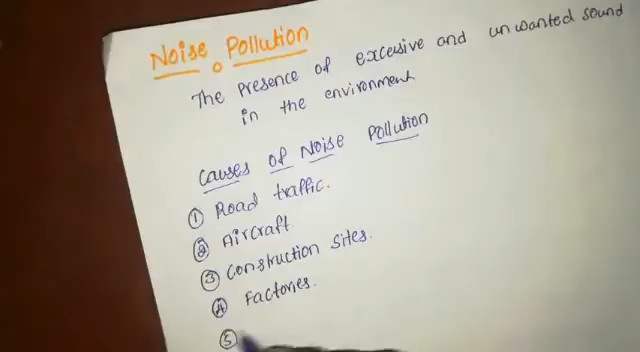 Noise Pollution
The presence of excesive and unwanted sound
in the environment
Causes of Noise Pollution
① Road traffic.
② Aircraft
③ Construction sites.
④ Factories.
⑤